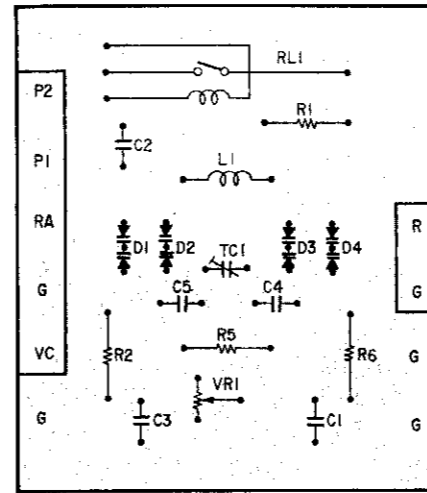 RL1
P2
R1
C2
P1
L1
RA
R
D1 D2 TC1 D3 D4
C5 C4
G
G
R5
VC
R2
R6
G
VR1
C3
C1
G
G